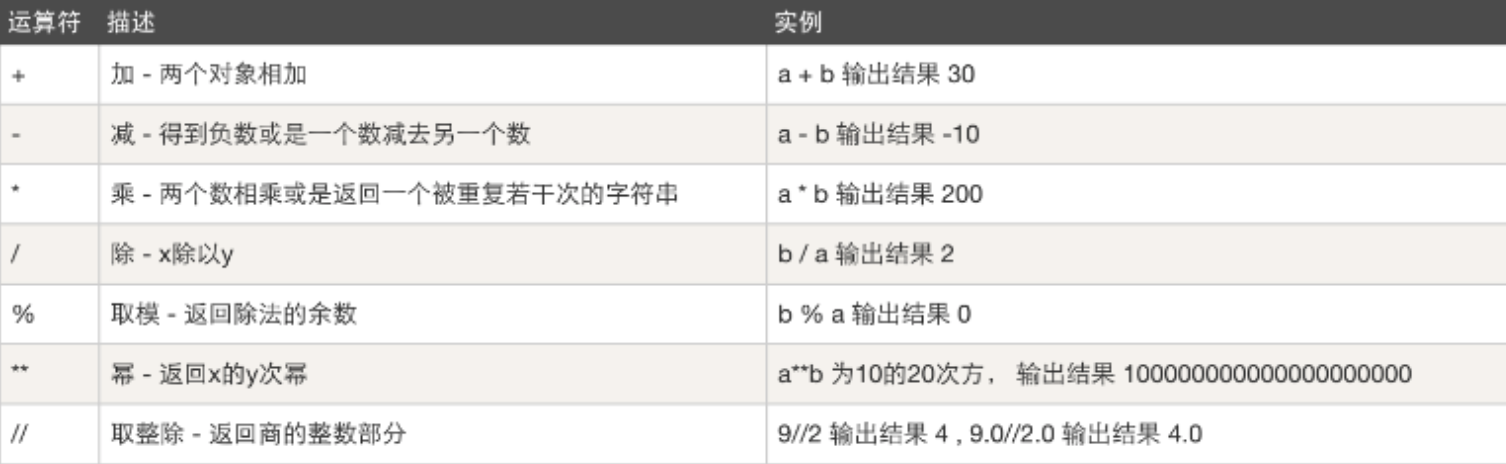 运算符 描述 实例
+ 加 - 两个对象相加 a + b 输出结果 30
- 减 - 得到负数或是一个数减去另一个数 a - b 输出结果 -10
* 乘 - 两个数相乘或是返回一个被重复若干次的字符串 a * b 输出结果 200
/ 除 - x除以y b / a 输出结果 2
% 取模 - 返回除法的余数 b % a 输出结果 0
** 幂 - 返回x的y次幂 a**b 为10的20次方， 输出结果 100000000000000000000
// 取整除 - 返回商的整数部分 9//2 输出结果 4 , 9.0//2.0 输出结果 4.0